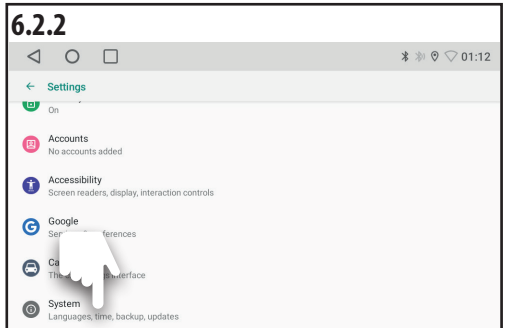 6.2.2
01:12
Settings
On
Accounts
No accounts added
Accessibility
Screen readers, display, interaction controls
Google
System
Languages, time, backup, updates